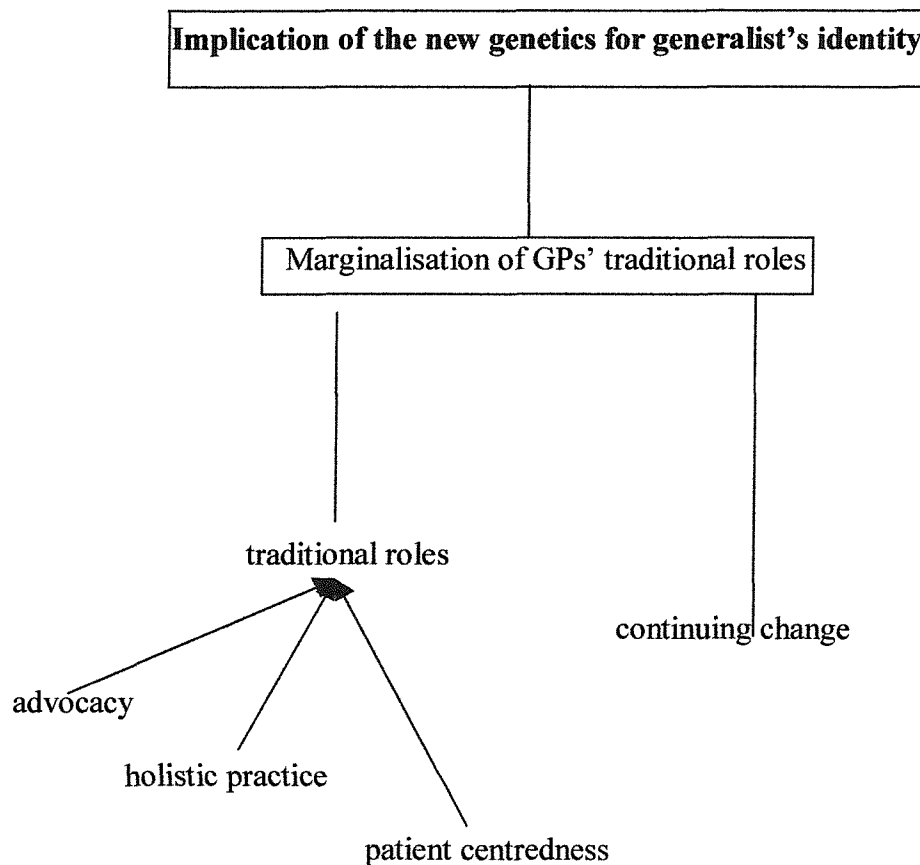 Implication of the new genetics for generalist's identity
Marginalisation of GPs' traditional roles
traditional roles
continuing change
advocacy
holistic practice
patient centredness